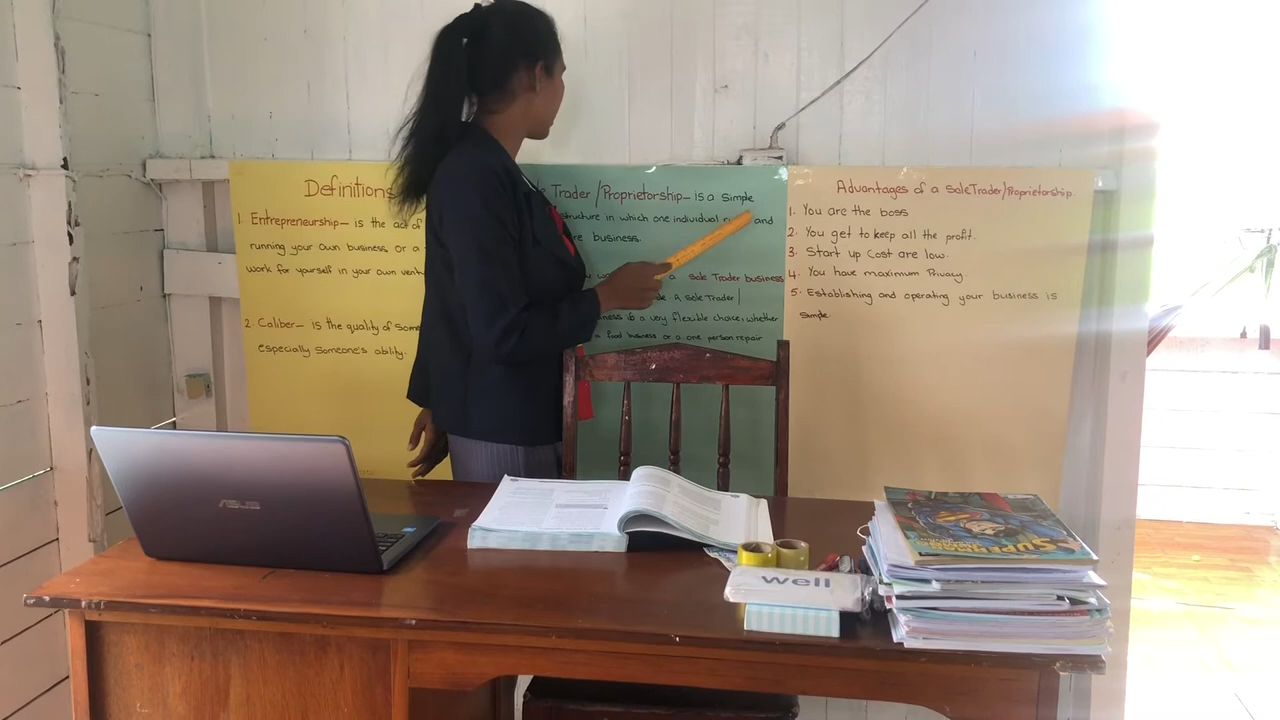 Definitions
1. Entrepreneurship– is the act of
running your own business. or a
work for yourself in your own
2. Caliber– is the quality of
especially someone's ability.
Trader/Proprietorship– is a simple
structure in which one individual and
business.
a Sole Trader business
A Sole Trader/
is a very flexible choice, whether
a food business or a one person repair
Advantages of a Sole Trader/Proprietorship.
1. You are the boss
2. You get to keep all the profit.
3. Start up Cost are low.
4. You have maximum Privacy.
5. Establishing and operating your business is
Simple.
ASUS
well
SUPERMAN